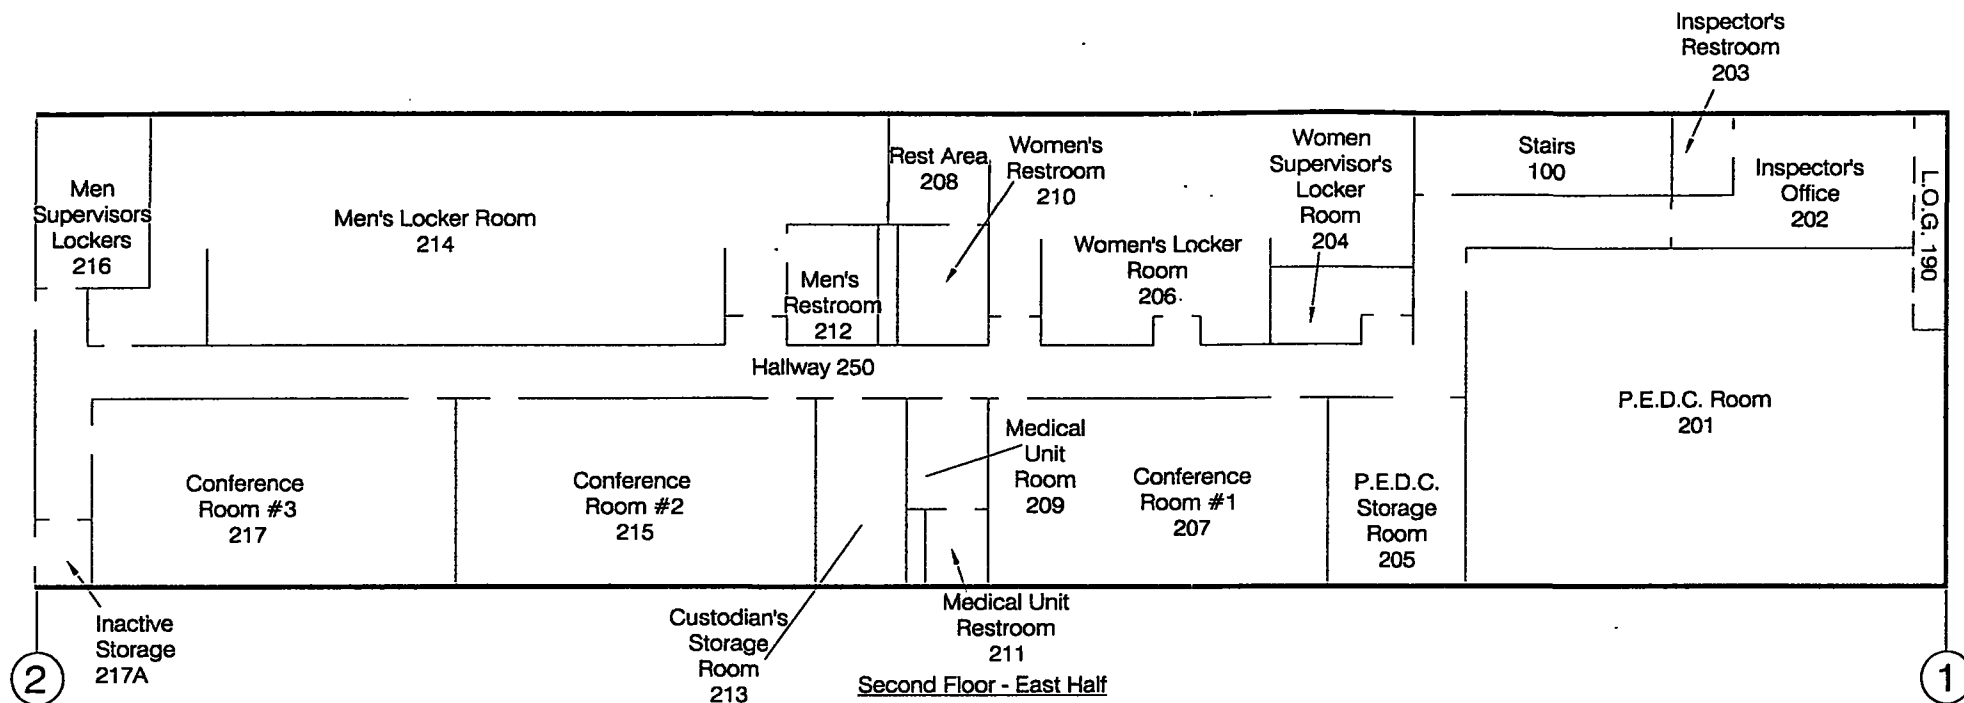 Inspector's
Restroom
203
Men
Supervisors
Lockers
216
Men's Locker Room
214
Rest Area
208
Women's
Restroom
210
Women
Supervisor's
Locker
Room
204
Stairs
100
Inspector's
Office
202
L.O.G. 190
Men's
Restroom
212
Women's Locker
Room
206
Hallway 250
P.E.D.C. Room
201
Conference
Room #3
217
Conference
Room #2
215
Medical
Unit
Room
209
Conference
Room #1
207
P.E.D.C.
Storage
Room
205
Inactive
Storage
217A
Custodian's
Storage
Room
213
Medical Unit
Restroom
211
2
1
Second Floor - East Half